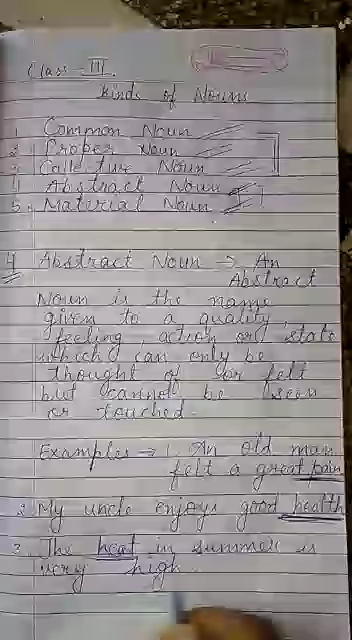 Class - III.
Kinds of Nouns
1. Common Noun
2. Proper Noun
3. Collective Noun
4. Abstract Noun
5. Material Noun
4 Abstract Noun → An
Abstract
Noun is the name
given to a quality,
feeling, action or state
which can only be
thought of or felt
but cannot be seen
or touched.
Examples → 1. An old man
felt a great pain
2. My uncle enjoys good health
3. The heat in summer is
very high.